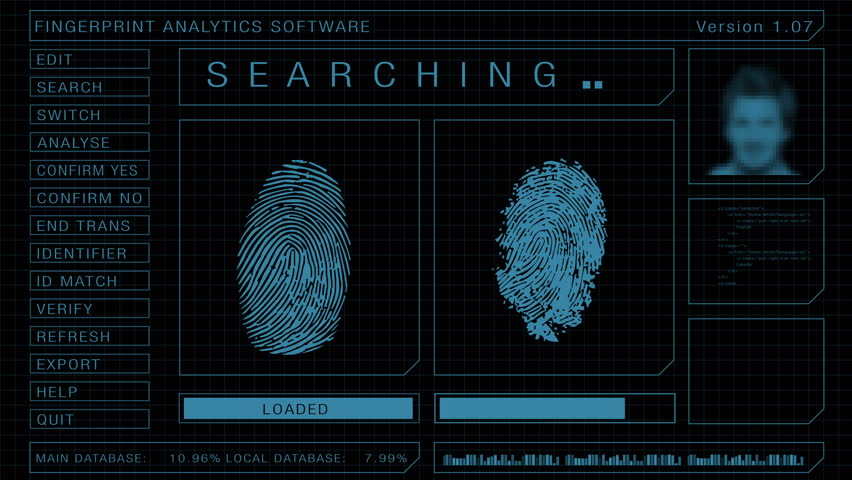 FINGERPRINT ANALYTICS SOFTWARE
Version 1.07
EDIT
SEARCH
SWITCH
ANALYSE
CONFIRM YES
CONFIRM NO
END TRANS
IDENTIFIER
ID MATCH
VERIFY
REFRESH
EXPORT
HELP
QUIT
SEARCHING ..
LOADED
MAIN DATABASE: 10.96% LOCAL DATABASE: 7.99%